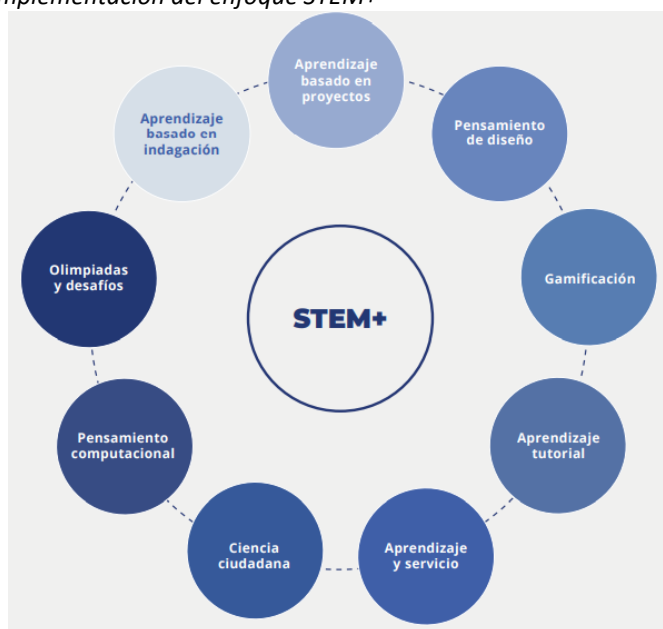 mplementación del enfoque STEM+
Aprendizaje
basado en
proyectos
Pensamiento
de diseño
Gamificación
Aprendizaje
tutorial
Aprendizaje
y servicio
Ciencia
ciudadana
Pensamiento
computacional
Olimpiadas
y desafíos
Aprendizaje
basado en
indagación
STEM+